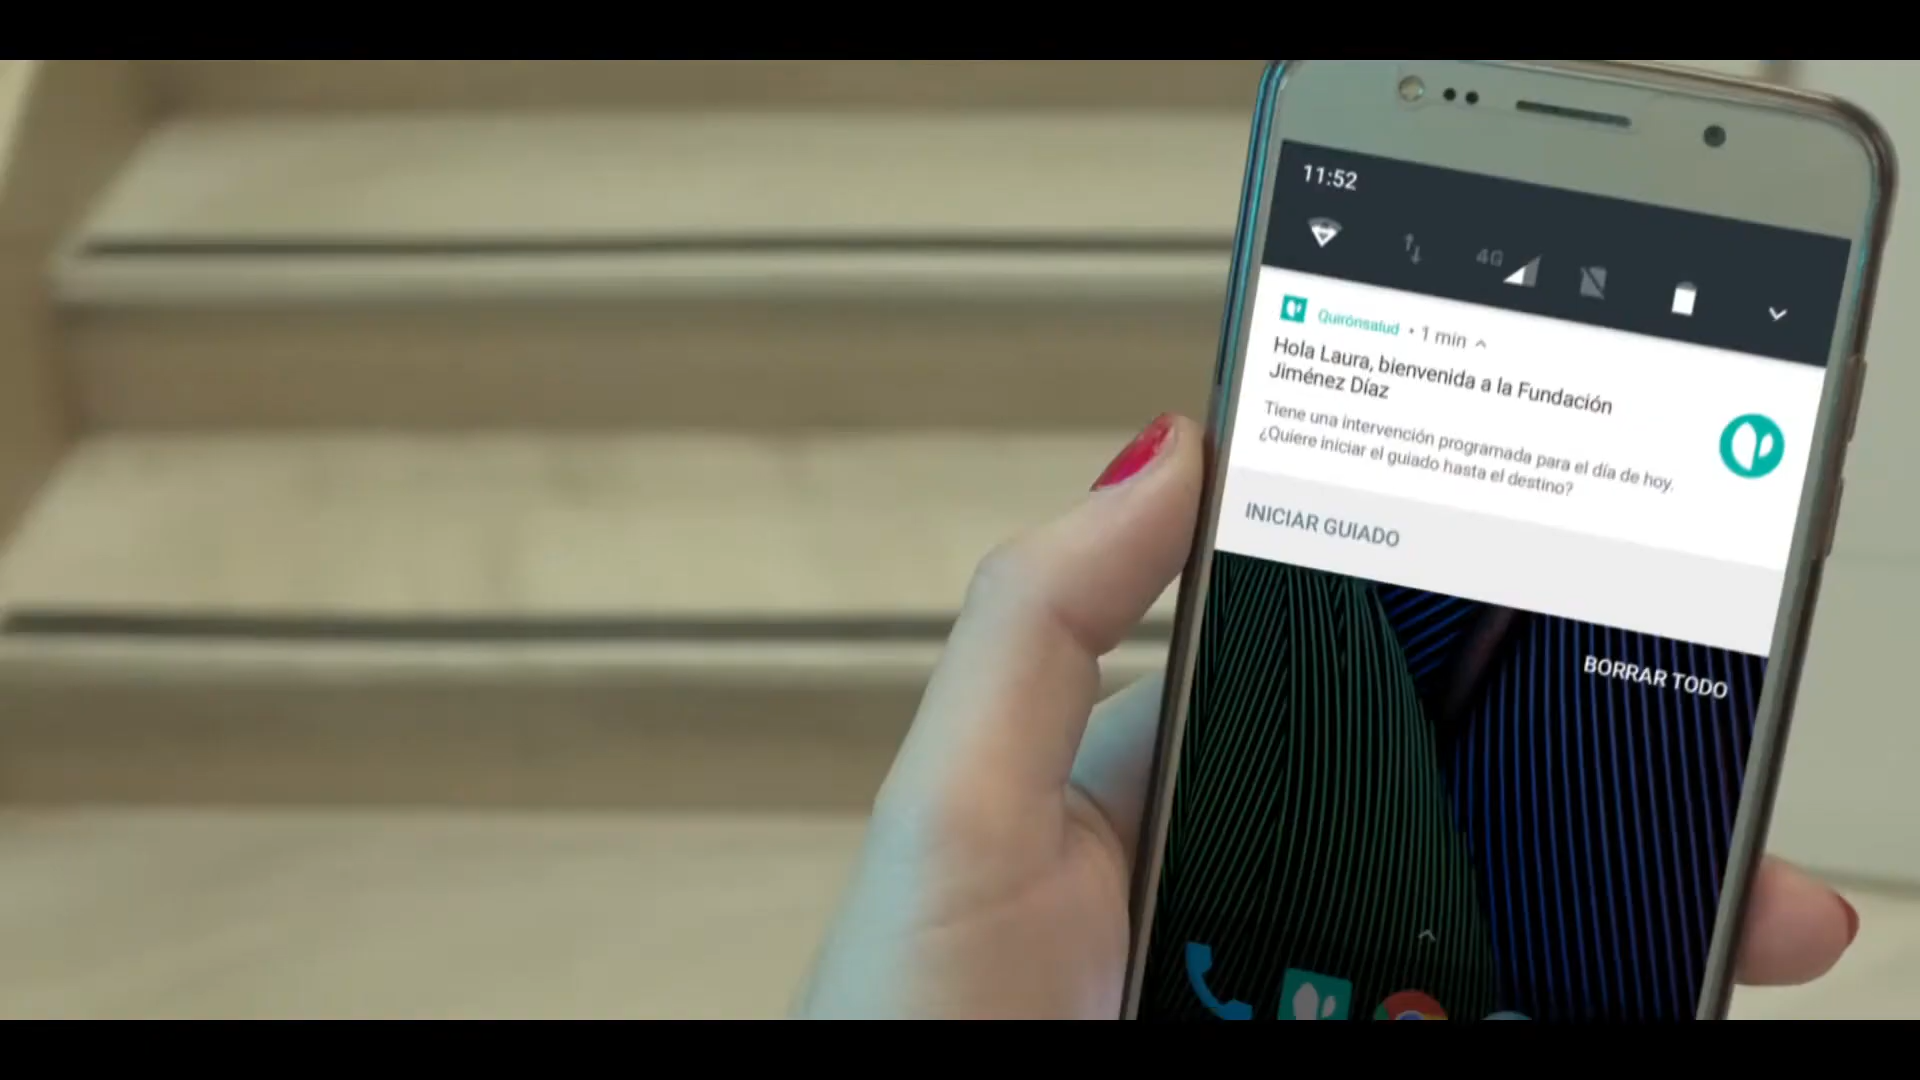 11:52
4G
Quirónsalud • 1 min
Hola Laura, bienvenida a la Fundación
Jiménez Díaz
Tiene una intervención programada para el día de hoy.
¿Quiere iniciar el guiado hasta el destino?
INICIAR GUIADO
BORRAR TODO